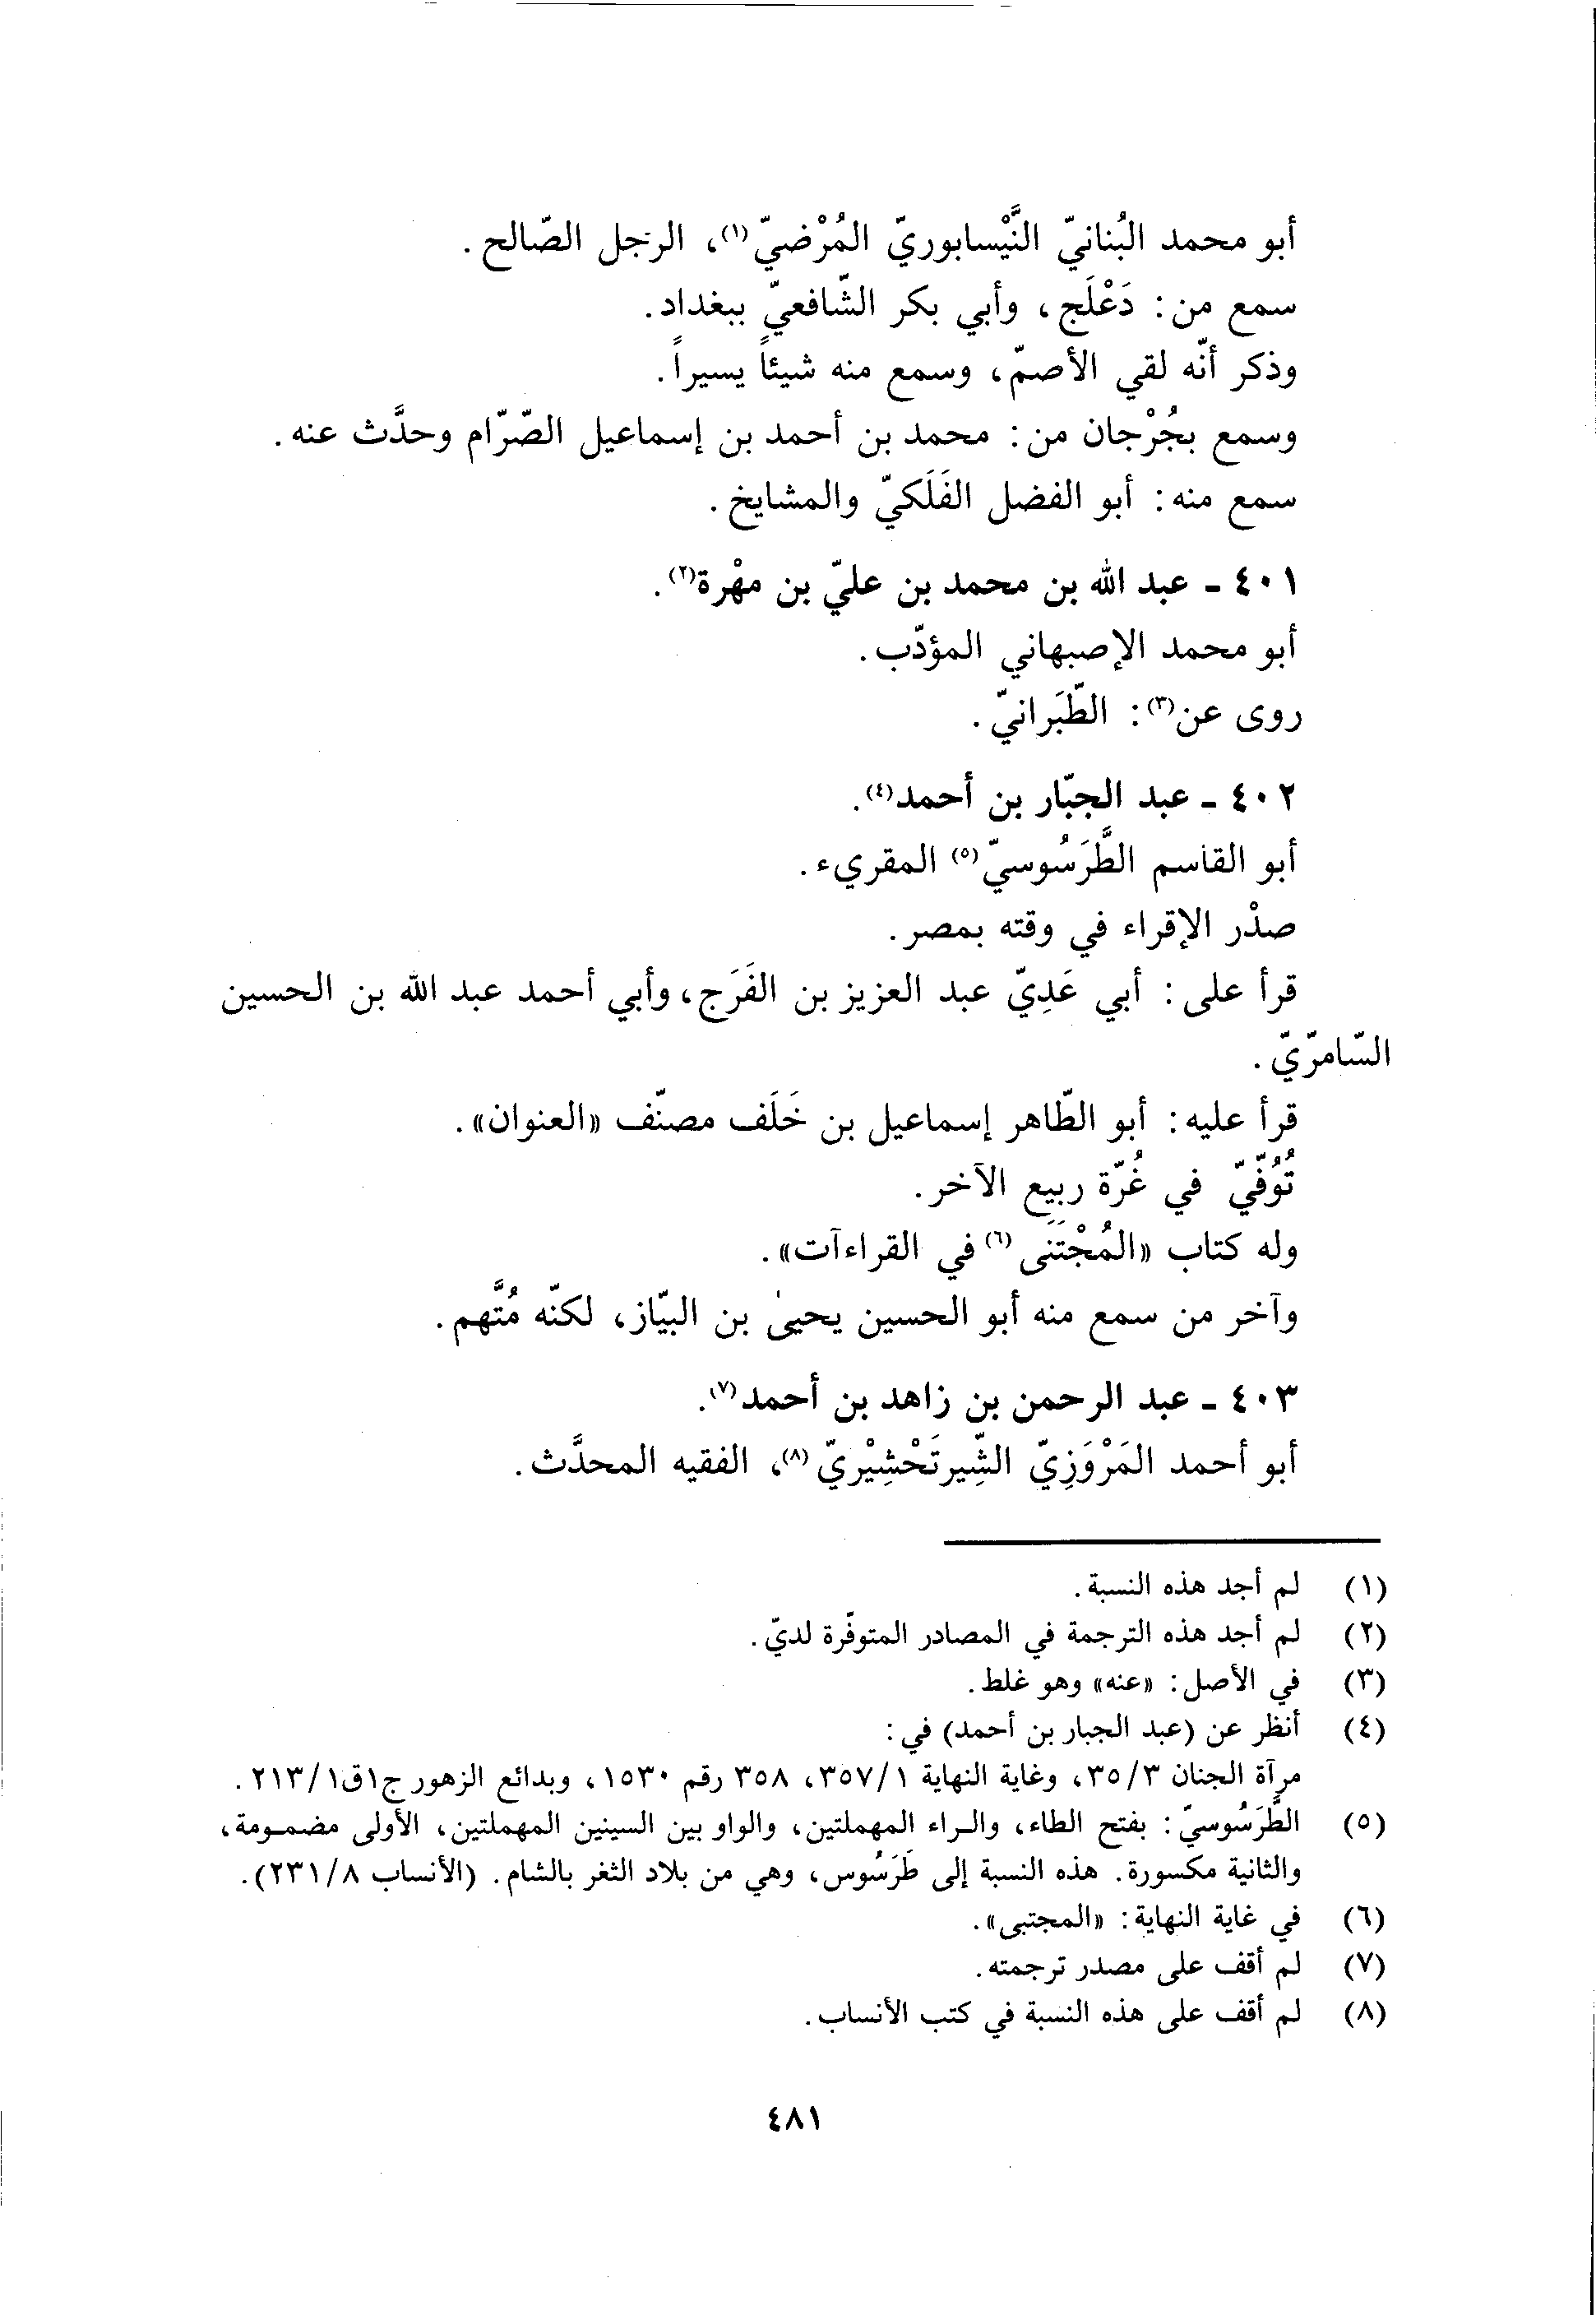 أبو محمد البُنانيّ النَّيْسابوريّ المُرْضيّ(١)، الرجل الصّالح.
سمع من: دَعْلَج، وأبي بكر الشّافعيّ ببغداد.
وذكر أنّه لقي الأصمّ، وسمع منه شيئاً يسيراً.
وسمع بجُرْجان من: محمد بن أحمد بن إسماعيل الصّرّام وحدَّث عنه.
سمع منه: أبو الفضل الفَلَكيّ والمشايخ.
٤٠١ - عبد الله بن محمد بن عليّ بن مهْرة(٢).
أبو محمد الإصبهاني المؤدّب.
روى عن(٣): الطّبَرانيّ.
٤٠٢ - عبد الجبّار بن أحمد(٤).
أبو القاسم الطَّرَسُوسيّ(٥) المقريء.
صدْر الإقراء في وقته بمصر.
قرأ على: أبي عَدِيّ عبد العزيز بن الفَرَج، وأبي أحمد عبد الله بن الحسين
السّامرّيّ.
قرأ عليه: أبو الطّاهر إسماعيل بن خَلَف مصنّف «العنوان».
تُوُفّيّ في غُرّة ربيع الآخر.
وله كتاب «المُجْتَنَى(٦) في القراءآت».
وآخر من سمع منه أبو الحسين يحيىٰ بن البيّاز، لكنّه مُتَّهم.
٤٠٣ - عبد الرحمن بن زاهد بن أحمد(٧).
أبو أحمد المَرْوَزِيّ الشِّيرتَحْشِيْريّ(٨)، الفقيه المحدَّث.
(١) لم أجد هذه النسبة.
(٢) لم أجد هذه الترجمة في المصادر المتوفّرة لديّ.
(٣) في الأصل: «عنه» وهو غلط.
(٤) أنظر عن (عبد الجبار بن أحمد) في:
مرآة الجنان ٣/ ٣٥، وغاية النهاية ١/ ٣٥٧، ٣٥٨ رقم ١٥٣٠، وبدائع الزهور ج١ق١/ ٢١٣.
(٥) الطَّرَسُوسيّ: بفتح الطاء، والراء المهملتين، والواو بين السينين المهملتين، الأولى مضمومة،
والثانية مكسورة. هذه النسبة إلى طَرَسُوس، وهي من بلاد الثغر بالشام. (الأنساب ٨/ ٢٣١).
(٦) في غاية النهاية: «المجتبى».
(٧) لم أقف على مصدر ترجمته.
(٨) لم أقف على هذه النسبة في كتب الأنساب.
٤٨١